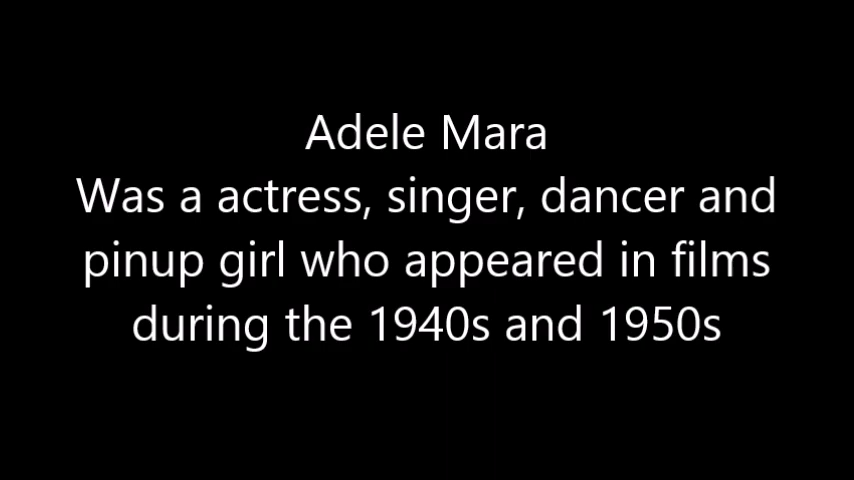 Adele Mara
Was a actress, singer, dancer and
pinup girl who appeared in films
during the 1940s and 1950s